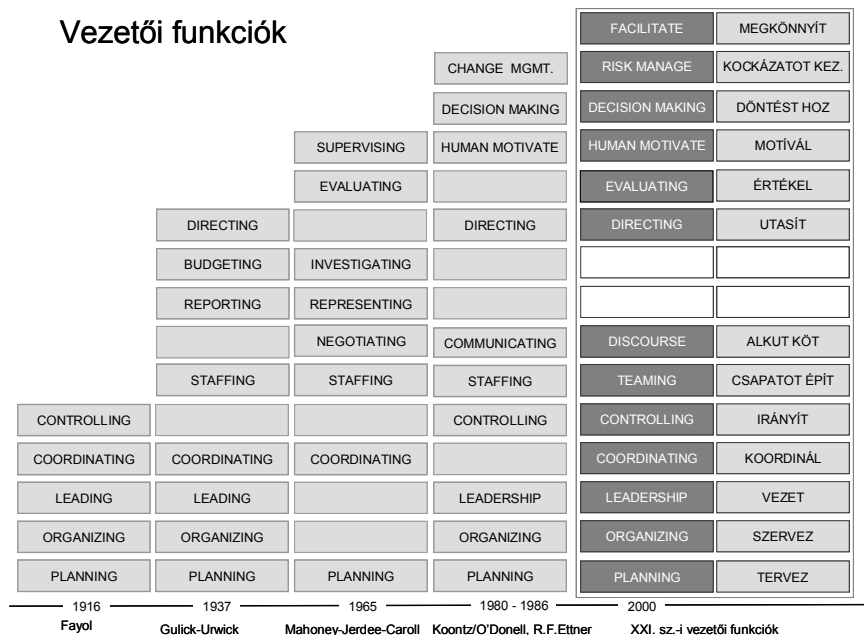 Vezetői funkciók
FACILITATE MEGKÖNNYÍT
CHANGE MGMT. RISK MANAGE KOCKÁZATOT KEZ.
DECISION MAKING DECISION MAKING DÖNTÉST HOZ
SUPERVISING HUMAN MOTIVATE HUMAN MOTIVATE MOTÍVÁL
EVALUATING EVALUATING ÉRTÉKEL
DIRECTING DIRECTING DIRECTING UTASÍT
BUDGETING INVESTIGATING
REPORTING REPRESENTING
NEGOTIATING COMMUNICATING DISCOURSE ALKUT KÖT
STAFFING STAFFING STAFFING TEAMING CSAPATOT ÉPÍT
CONTROLLING CONTROLLING CONTROLLING IRÁNYÍT
COORDINATING COORDINATING COORDINATING COORDINATING KOORDINÁL
LEADING LEADING LEADERSHIP LEADERSHIP VEZET
ORGANIZING ORGANIZING ORGANIZING ORGANIZING SZERVEZ
PLANNING PLANNING PLANNING PLANNING PLANNING TERVEZ
1916 1937 1965 1980 - 1986 2000
Fayol Gulick-Urwick Mahoney-Jerdee-Caroll Koontz/O'Donell, R.F.Ettner XXI. sz.-i vezetői funkciók